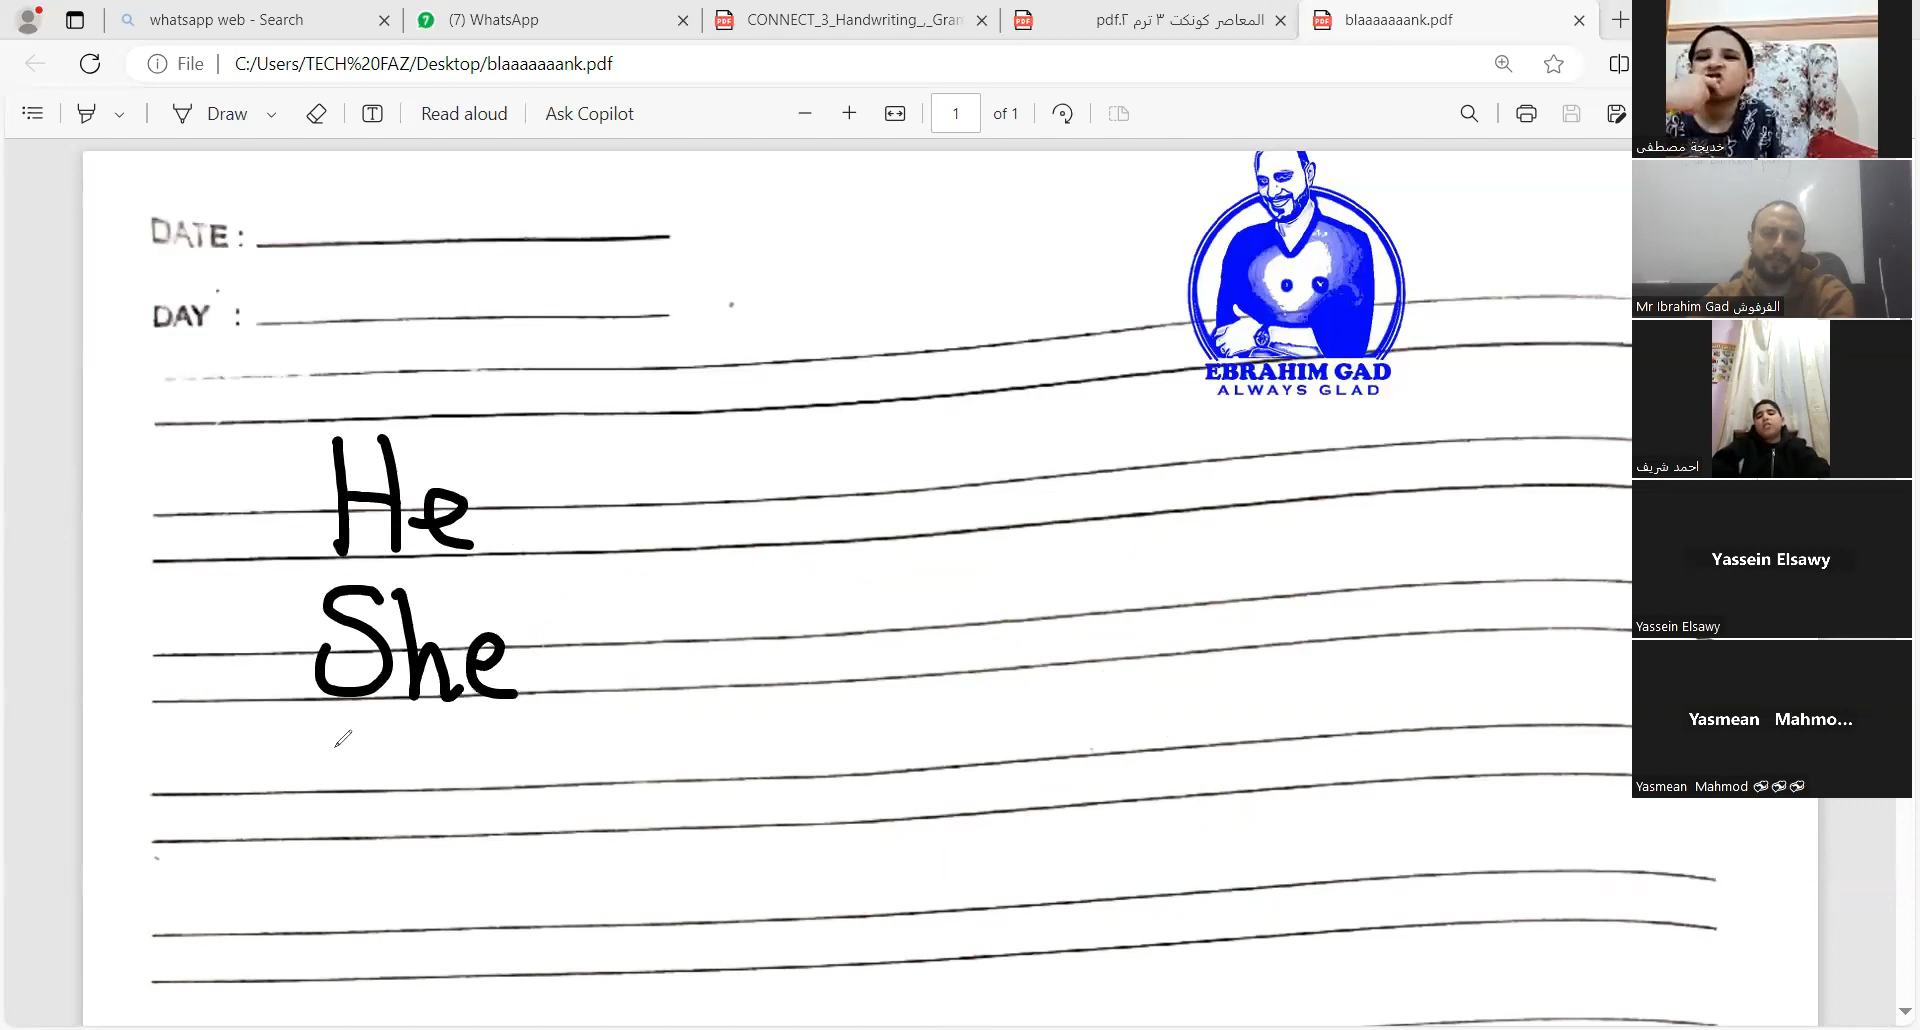 whatsapp web - Search
(7) WhatsApp
CONNECT_3_Handwriting_,_Gran
المعاصر كونكت ٣ ترم ٢.pdf
blaaaaaaank.pdf
File
C:/Users/TECH%20FAZ/Desktop/blaaaaaaank.pdf
Draw
Read aloud
Ask Copilot
1
of 1
DATE :
DAY :
EBRAHIM GAD
ALWAYS GLAD
He
She
خديجة مصطفى
Mr Ibrahim Gad الفرفوش
احمد شريف
Yassein Elsawy
Yassein Elsawy
Yasmean Mahmo...
Yasmean Mahmod